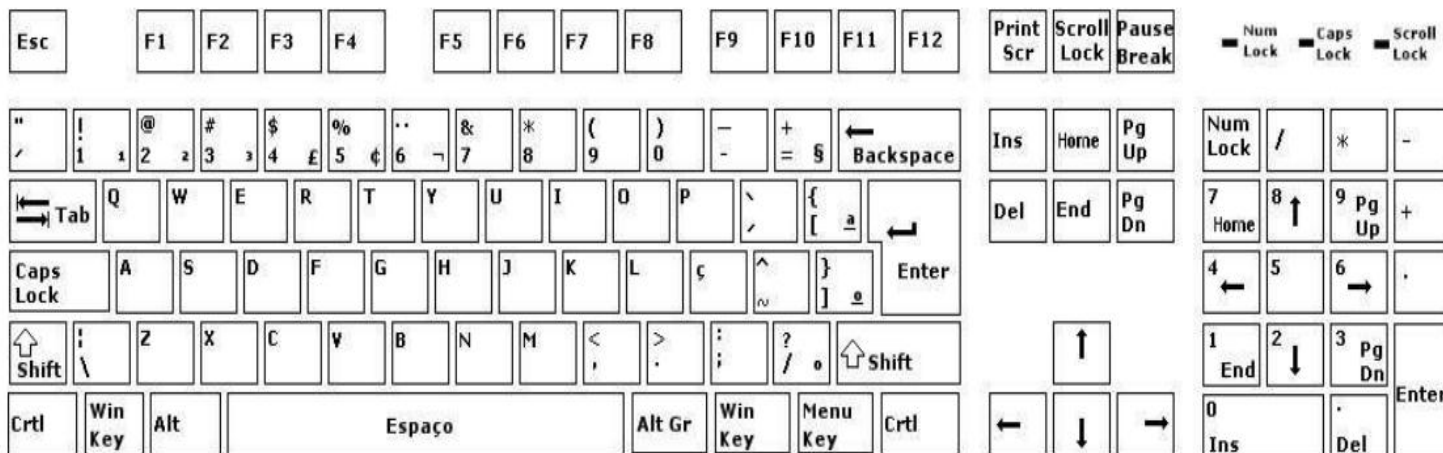 Esc F1 F2 F3 F4 F5 F6 F7 F8 F9 F10 F11 F12 Print Scr Scroll Lock Pause Break Num Lock Caps Lock Scroll Lock
" ' ! 1 ¹ @ 2 ² # 3 ³ $ 4 £ % 5 ¢ ¨ 6 ¬ & 7 * 8 ( 9 ) 0 _ - + = § ← Backspace Ins Home Pg Up Num Lock / * -
Tab Q W E R T Y U I O P ` ´ { [ ª Enter Del End Pg Dn 7 Home 8 ↑ 9 Pg Up +
Caps Lock A S D F G H J K L ç ^ ~ } ] º 4 ← 5 6 → .
Shift ¦ \ Z X C V B N M < , > . : ; ? / ° Shift ↑ 1 End 2 ↓ 3 Pg Dn Enter
Crtl Win Key Alt Espaço Alt Gr Win Key Menu Key Crtl ← ↓ → 0 Ins . Del